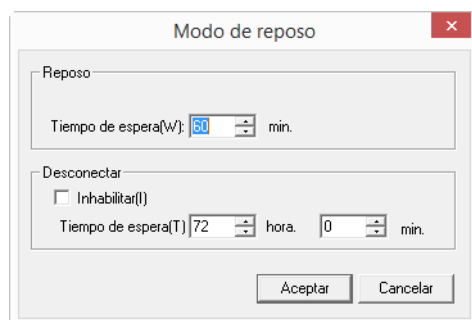 Modo de reposo
Reposo
Tiempo de espera(W): 60 min.
Desconectar
Inhabilitar(I)
Tiempo de espera(T) 72 hora. 0 min.
Aceptar Cancelar